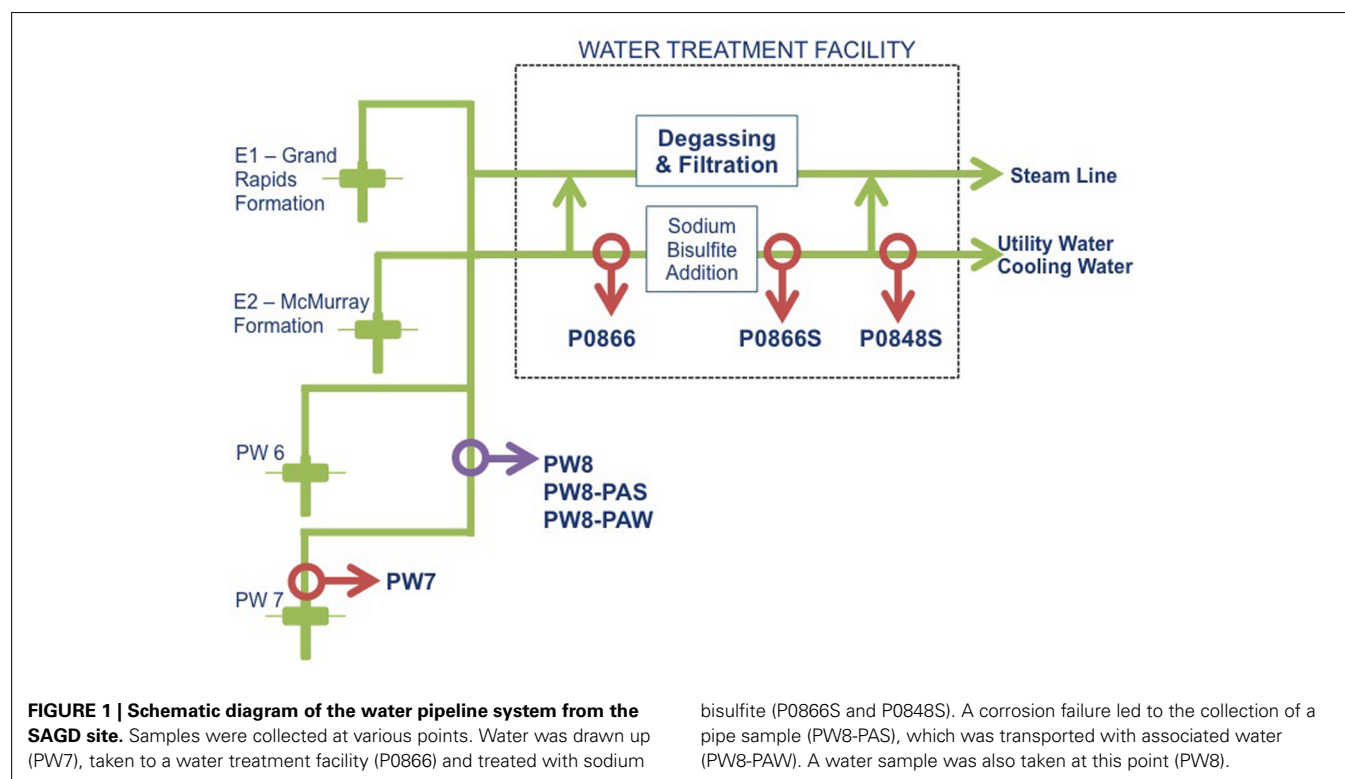 WATER TREATMENT FACILITY
E1 – Grand
Rapids
Formation
Degassing
& Filtration
Steam Line
Sodium
Bisulfite
Addition
Utility Water
Cooling Water
E2 – McMurray
Formation
P0866
P0866S
P0848S
PW 6
PW8
PW8-PAS
PW8-PAW
PW 7
PW7
FIGURE 1 | Schematic diagram of the water pipeline system from the
SAGD site. Samples were collected at various points. Water was drawn up
(PW7), taken to a water treatment facility (P0866) and treated with sodium
bisulfite (P0866S and P0848S). A corrosion failure led to the collection of a
pipe sample (PW8-PAS), which was transported with associated water
(PW8-PAW). A water sample was also taken at this point (PW8).